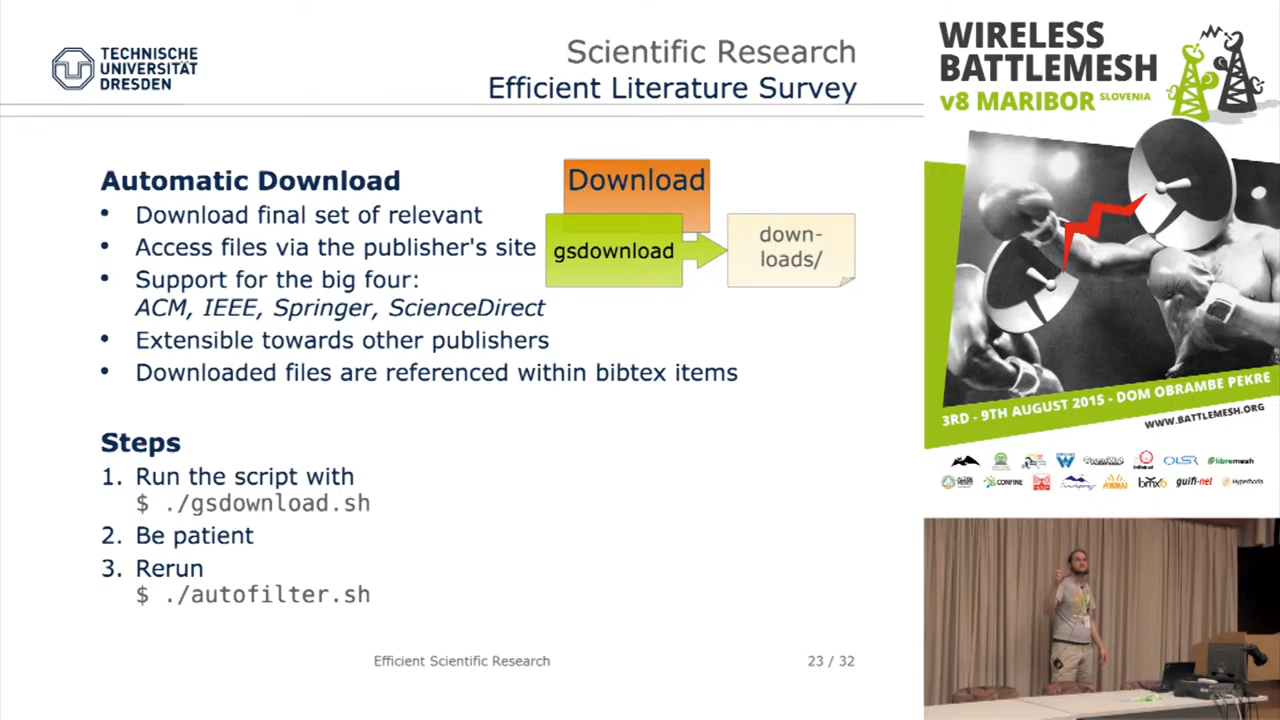 TECHNISCHE
UNIVERSITÄT
DRESDEN
Scientific Research
Efficient Literature Survey
Automatic Download
• Download final set of relevant
• Access files via the publisher's site
• Support for the big four:
ACM, IEEE, Springer, ScienceDirect
• Extensible towards other publishers
• Downloaded files are referenced within bibtex items
Download
gsdownload
down-
loads/
Steps
1. Run the script with
$ ./gsdownload.sh
2. Be patient
3. Rerun
$ ./autofilter.sh
Efficient Scientific Research
23 / 32
WIRELESS
BATTLEMESH
v8 MARIBOR SLOVENIA
3RD - 9TH AUGUST 2015 - DOM OBRAMBE PEKRE
WWW.BATTLEMESH.ORG
OLSR
libremesh
CONFINE
bmx6
guifi·net
Hyperboria